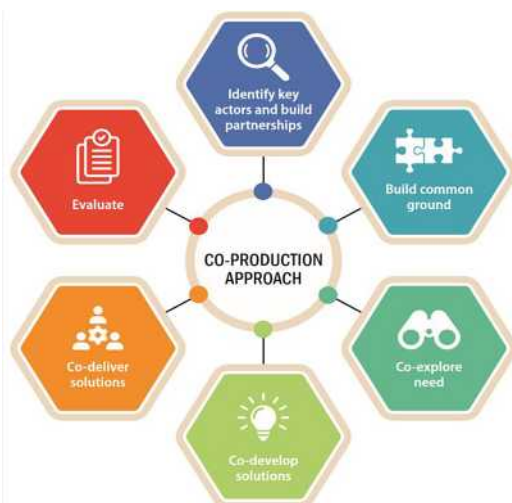 Identify key
actors and build
partnerships
Build common
ground
Co-explore
need
Co-develop
solutions
Co-deliver
solutions
Evaluate
CO-PRODUCTION
APPROACH